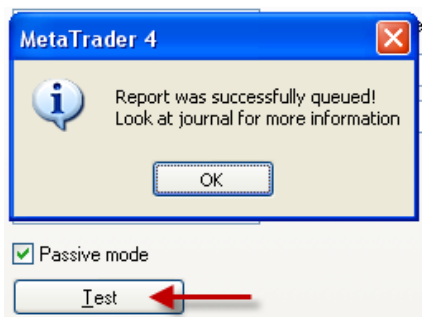 MetaTrader 4
Report was successfully queued!
Look at journal for more information
OK
Passive mode
Test